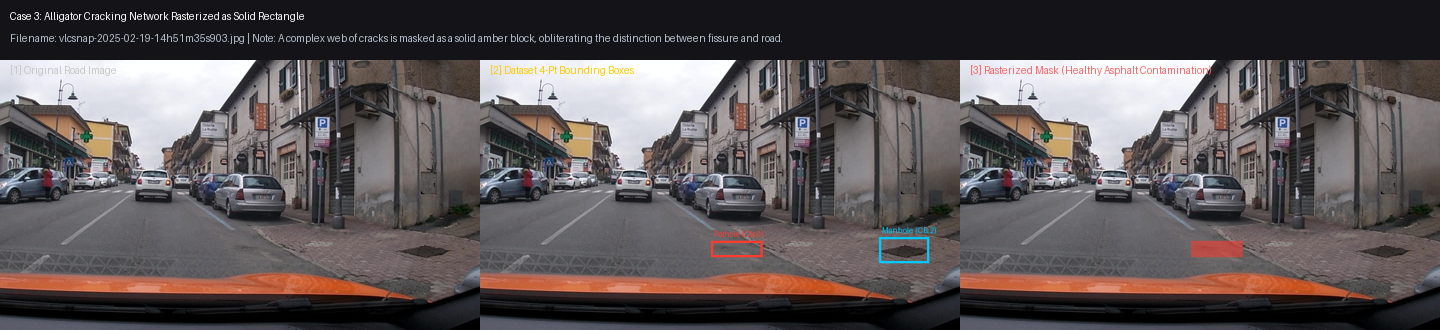 Case 3: Alligator Cracking Network Rasterized as Solid Rectangle
Filename: vlcsnap-2025-02-19-14h51m35s903.jpg | Note: A complex web of cracks is masked as a solid amber block, obliterating the distinction between fissure and road.
[1] Original Road Image
[2] Dataset 4-Pt Bounding Boxes
[3] Rasterized Mask (Healthy Asphalt Contamination)
P
P
P
Manhole (CB.2)